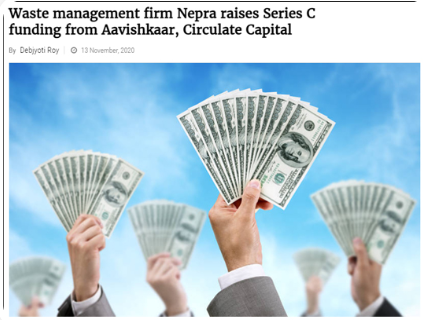 Waste management firm Nepra raises Series C
funding from Aavishkaar, Circulate Capital
By Debjyoti Roy 13 November, 2020